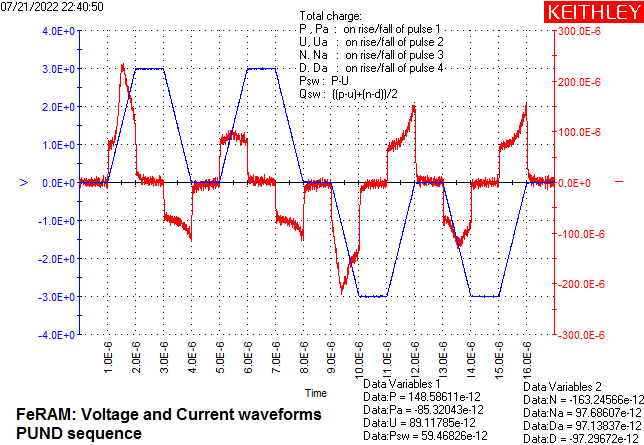 07/21/2022 22:40:50
KEITHLEY
Total charge:
P , Pa : on rise/fall of pulse 1
U, Ua : on rise/fall of pulse 2
N. Na : on rise/fall of pulse 3
D. Da : on rise/fall of pulse 4
Psw : P-U
Qsw : ((p-u)+(n-d))/2
4.0E+0
3.0E+0
2.0E+0
1.0E+0
0.0E+0
-1.0E+0
-2.0E+0
-3.0E+0
-4.0E+0
V
300.0E-6
200.0E-6
100.0E-6
0.0E+0
-100.0E-6
-200.0E-6
-300.0E-6
I
1.0E-6
2.0E-6
3.0E-6
4.0E-6
5.0E-6
6.0E-6
7.0E-6
8.0E-6
9.0E-6
10.0E-6
11.0E-6
12.0E-6
13.0E-6
14.0E-6
15.0E-6
16.0E-6
Time
Data Variables 1
Data:P = 148.58611e-12
Data:Pa = -85.32043e-12
Data:U = 89.11785e-12
Data:Psw = 59.46826e-12
Data Variables 2
Data:N = -163.24566e-12
Data:Na = 97.68607e-12
Data:Da = 97.13837e-12
Data:D = -97.29672e-12
FeRAM: Voltage and Current waveforms
PUND sequence